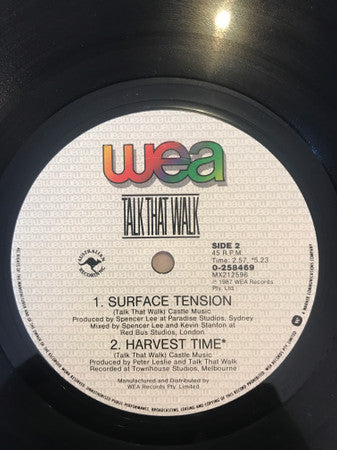 wea
TALK THAT WALK
AUSTRALIAN
RECORDING
SIDE 2
45 R.P.M.
Time: 2.57, *5.23
0-258469
MX212596
℗ 1987 WEA Records
Pty. Ltd.
1. SURFACE TENSION
(Talk That Walk) Castle Music
Produced by Spencer Lee at Paradise Studios, Sydney
Mixed by Spencer Lee and Kevin Stanton at
Red Bus Studios, London.
2. HARVEST TIME*
(Talk That Walk) Castle Music
Produced by Peter Leslie and Talk That Walk
Recorded at Townhouse Studios, Melbourne
Manufactured and Distributed by
WEA Records Pty. Limited